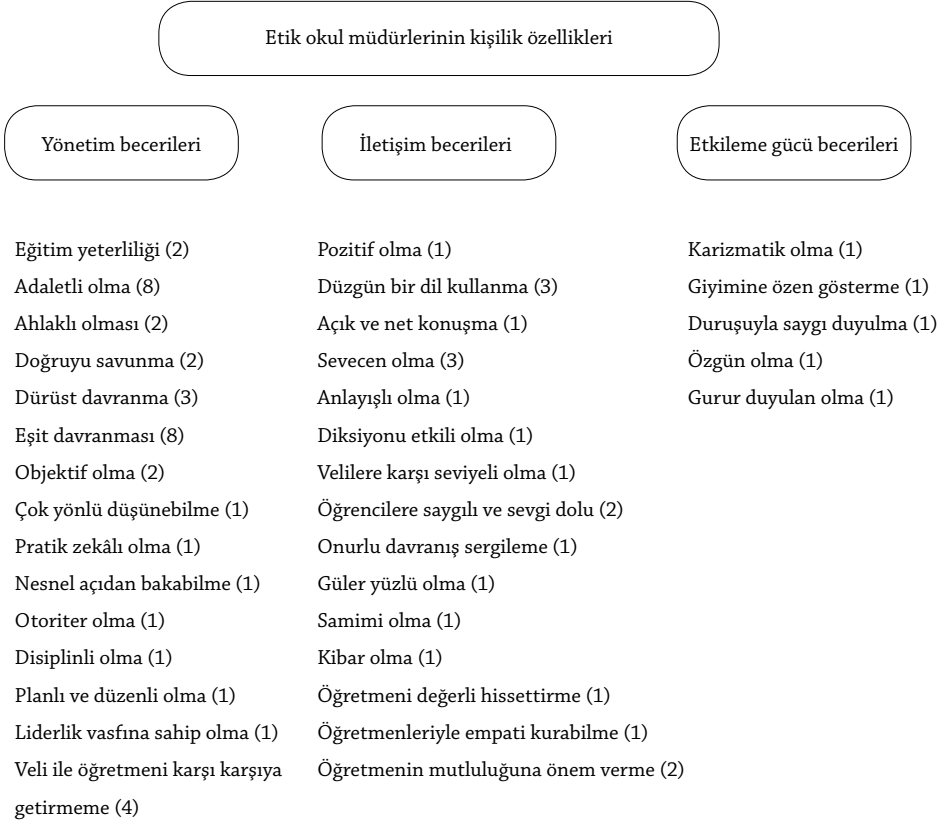 Etik okul müdürlerinin kişilik özellikleri
Yönetim becerileri
İletişim becerileri
Etkileme gücü becerileri
Eğitim yeterliliği (2)
Adaletli olma (8)
Ahlaklı olması (2)
Doğruyu savunma (2)
Dürüst davranma (3)
Eşit davranması (8)
Objektif olma (2)
Çok yönlü düşünebilme (1)
Pratik zekâlı olma (1)
Nesnel açıdan bakabilme (1)
Otoriter olma (1)
Disiplinli olma (1)
Planlı ve düzenli olma (1)
Liderlik vasfına sahip olma (1)
Veli ile öğretmeni karşı karşıya
getirmeme (4)
Pozitif olma (1)
Düzgün bir dil kullanma (3)
Açık ve net konuşma (1)
Sevecen olma (3)
Anlayışlı olma (1)
Diksiyonu etkili olma (1)
Velilere karşı seviyeli olma (1)
Öğrencilere saygılı ve sevgi dolu (2)
Onurlu davranış sergileme (1)
Güler yüzlü olma (1)
Samimi olma (1)
Kibar olma (1)
Öğretmeni değerli hissettirme (1)
Öğretmenleriyle empati kurabilme (1)
Öğretmenin mutluluğuna önem verme (2)
Karizmatik olma (1)
Giyimine özen gösterme (1)
Duruşuyla saygı duyulma (1)
Özgün olma (1)
Gurur duyulan olma (1)